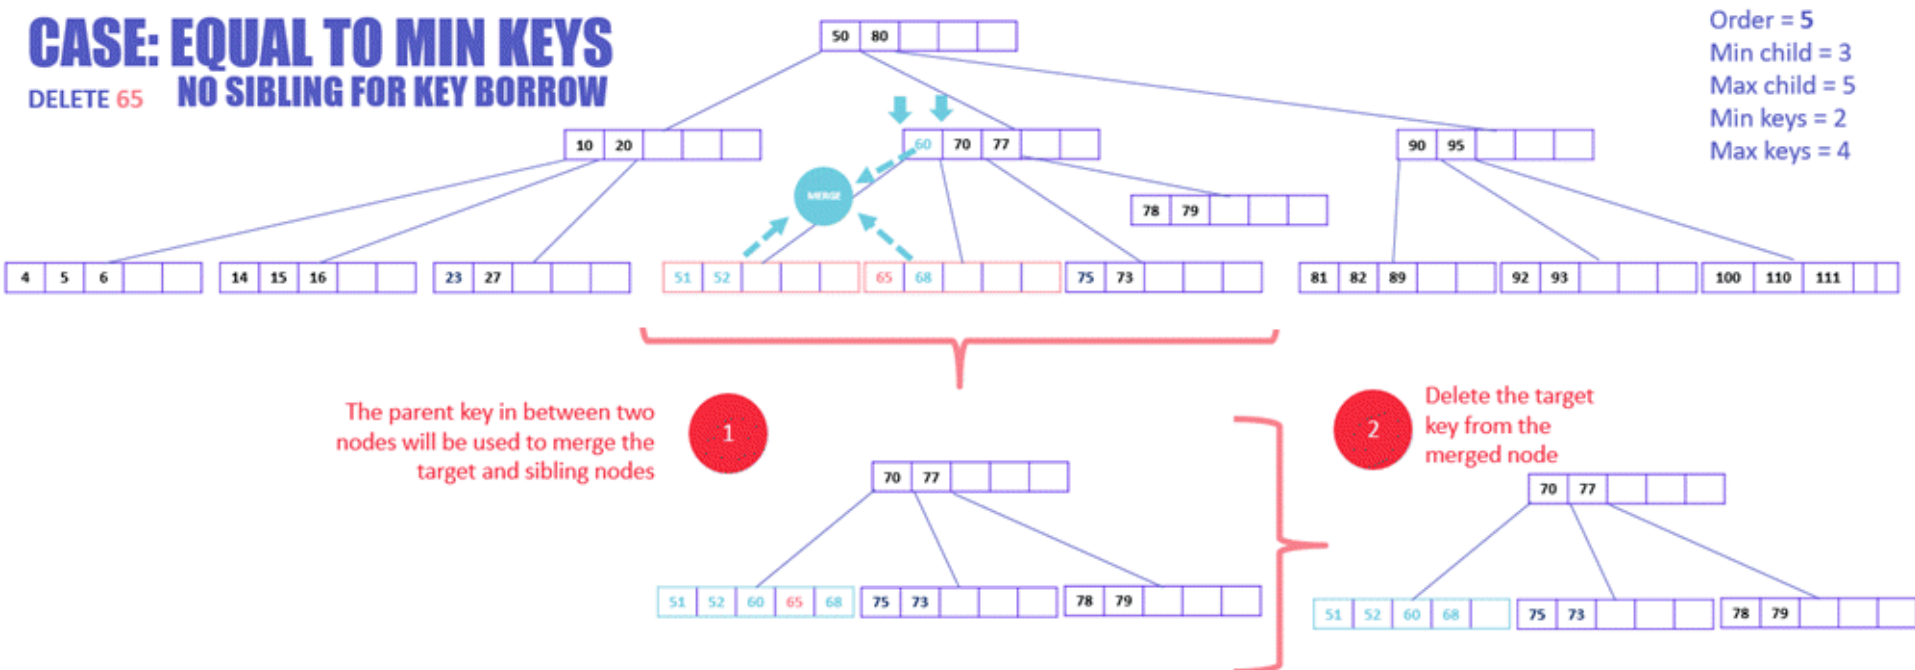 CASE: EQUAL TO MIN KEYS
DELETE 65 NO SIBLING FOR KEY BORROW
Order = 5
Min child = 3
Max child = 5
Min keys = 2
Max keys = 4
50 80
10 20
60 70 77
90 95
MERGE
78 79
4 5 6
14 15 16
23 27
51 52
65 68
75 73
81 82 89
92 93
100 110 111
The parent key in between two
nodes will be used to merge the
target and sibling nodes
1
2
Delete the target
key from the
merged node
70 77
51 52 60 65 68
75 73
78 79
70 77
51 52 60 68
75 73
78 79